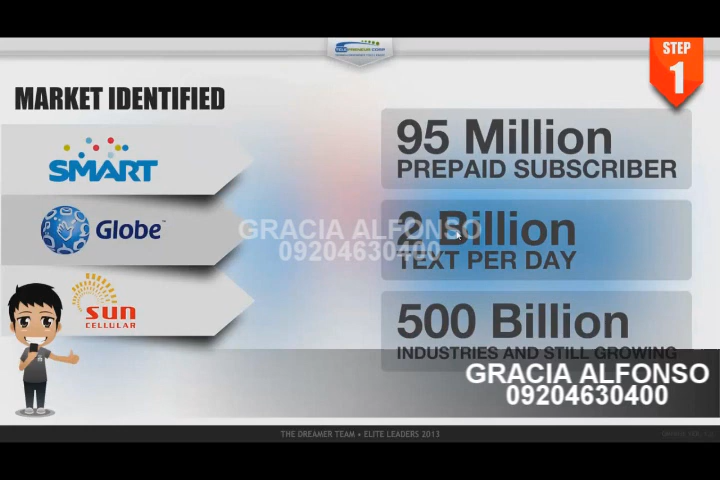 STEP
1
MARKET IDENTIFIED
SMART
Globe
sun
CELLULAR
95 Million
PREPAID SUBSCRIBER
2 Billion
TEXT PER DAY
500 Billion
INDUSTRIES AND STILL GROWING
GRACIA ALFONSO
09204630400
GRACIA ALFONSO
09204630400
THE DREAMER TEAM • ELITE LEADERS 2013